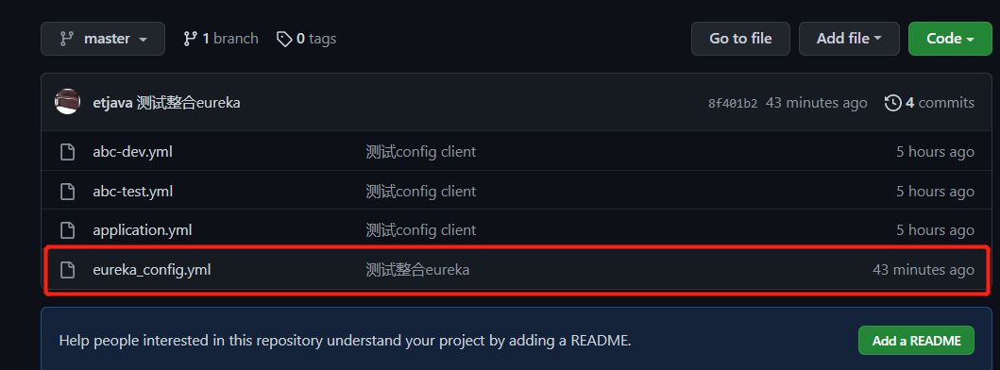 master 1 branch 0 tags Go to file Add file Code
etjava 测试整合eureka 8f401b2 43 minutes ago 4 commits
abc-dev.yml 测试config client 5 hours ago
abc-test.yml 测试config client 5 hours ago
application.yml 测试config client 5 hours ago
eureka_config.yml 测试整合eureka 43 minutes ago
Help people interested in this repository understand your project by adding a README. Add a README